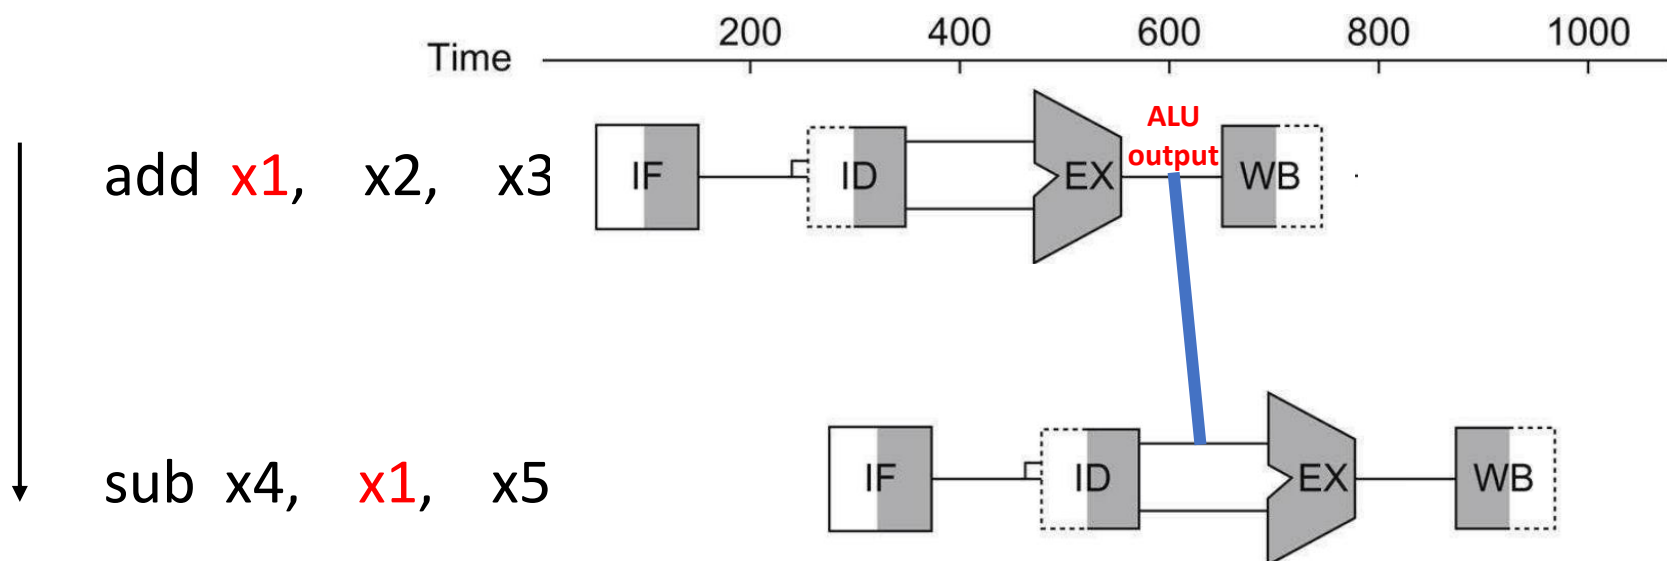 Time 200 400 600 800 1000
add x1, x2, x3 IF ID EX ALU output WB
sub x4, x1, x5 IF ID EX WB